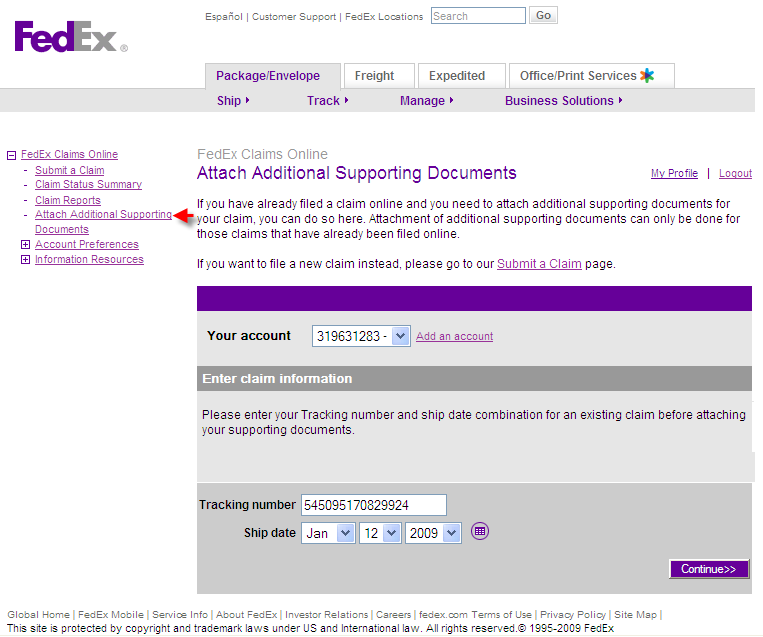 Español | Customer Support | FedEx Locations Search Go
FedEx®
Package/Envelope Freight Expedited Office/Print Services
Ship Track Manage Business Solutions
FedEx Claims Online
- Submit a Claim
- Claim Status Summary
- Claim Reports
- Attach Additional Supporting
Documents
Account Preferences
Information Resources
FedEx Claims Online
Attach Additional Supporting Documents
My Profile | Logout
If you have already filed a claim online and you need to attach additional supporting documents for
your claim, you can do so here. Attachment of additional supporting documents can only be done for
those claims that have already been filed online.
If you want to file a new claim instead, please go to our Submit a Claim page.
Your account 319631283 - Add an account
Enter claim information
Please enter your Tracking number and ship date combination for an existing claim before attaching
your supporting documents.
Tracking number 545095170829924
Ship date Jan 12 2009
Continue>>
Global Home | FedEx Mobile | Service Info | About FedEx | Investor Relations | Careers | fedex.com Terms of Use | Privacy Policy | Site Map |
This site is protected by copyright and trademark laws under US and International law. All rights reserved.© 1995-2009 FedEx